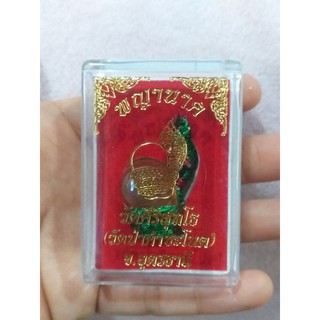 พญานาค
วัดศิริสุทโธ
(วัดป่าคำชะโนด)
จ.อุดรธานี